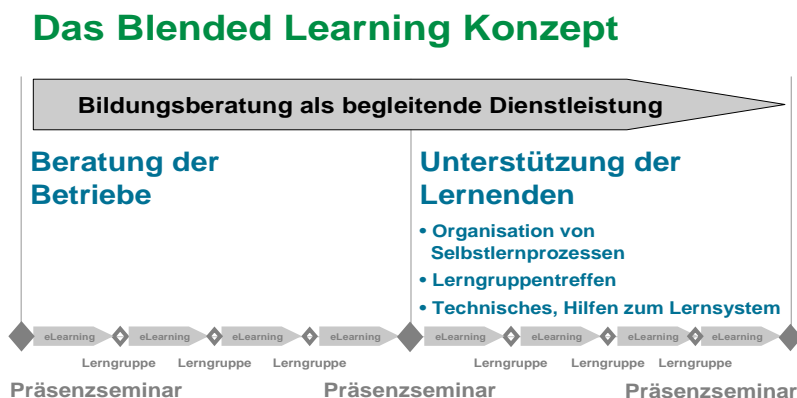 Das Blended Learning Konzept
Bildungsberatung als begleitende Dienstleistung
Beratung der
Betriebe
Unterstützung der
Lernenden
• Organisation von
Selbstlernprozessen
• Lerngruppentreffen
• Technisches, Hilfen zum Lernsystem
eLearning eLearning eLearning eLearning eLearning eLearning eLearning eLearning
Lerngruppe Lerngruppe Lerngruppe Lerngruppe Lerngruppe Lerngruppe
Präsenzseminar Präsenzseminar Präsenzseminar